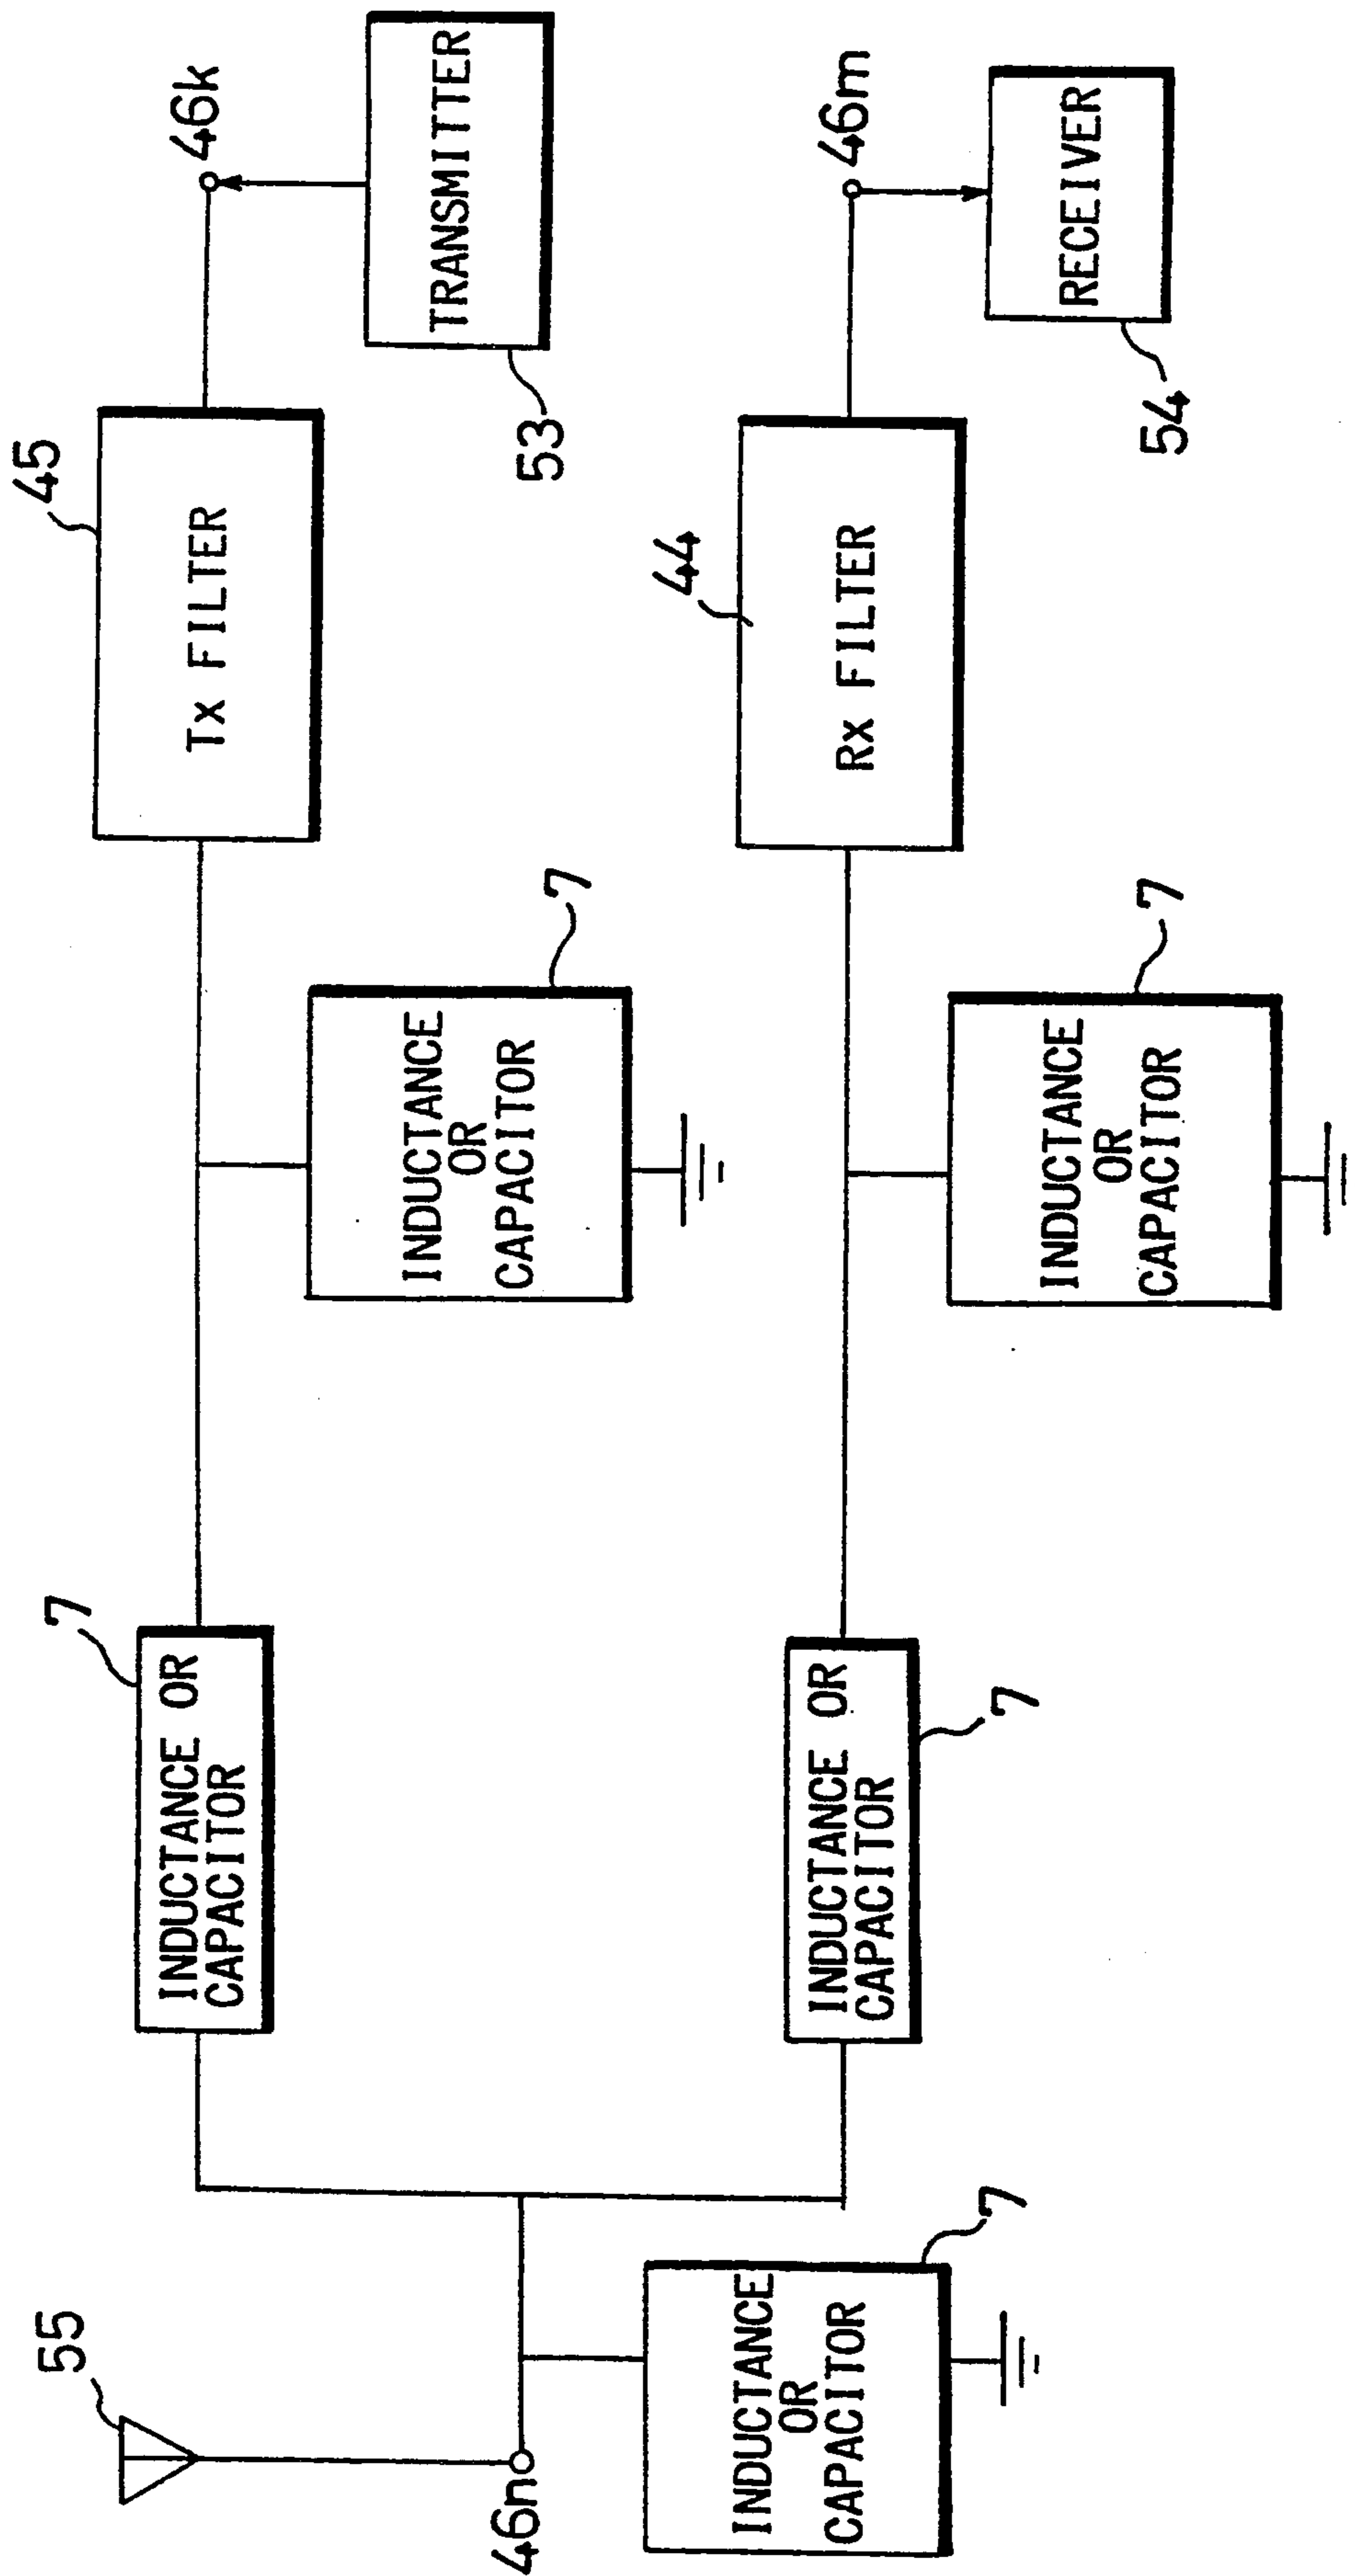 55
46n
INDUCTANCE
OR
CAPACITOR
7
INDUCTANCE OR
CAPACITOR
7
INDUCTANCE
OR
CAPACITOR
7
Tx FILTER
45
46k
TRANSMITTER
53
INDUCTANCE OR
CAPACITOR
7
INDUCTANCE
OR
CAPACITOR
7
Rx FILTER
44
46m
RECEIVER
54